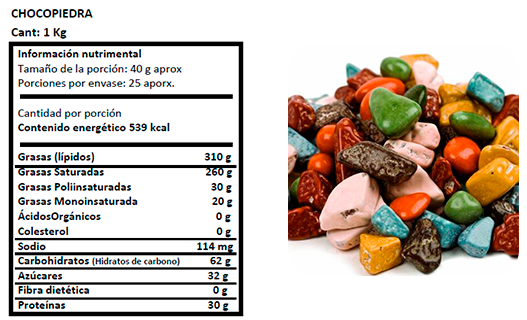 CHOCOPIEDRA
Cant: 1 Kg
Información nutrimental
Tamaño de la porción: 40 g aprox
Porciones por envase: 25 aporx.
Cantidad por porción
Contenido energético 539 kcal
Grasas (lípidos) 310 g
Grasas Saturadas 260 g
Grasas Poliinsaturadas 30 g
Grasas Monoinsaturada 20 g
ÁcidosOrgánicos 0 g
Colesterol 0 g
Sodio 114 mg
Carbohidratos (Hidratos de carbono) 62 g
Azúcares 32 g
Fibra dietética 0 g
Proteínas 30 g